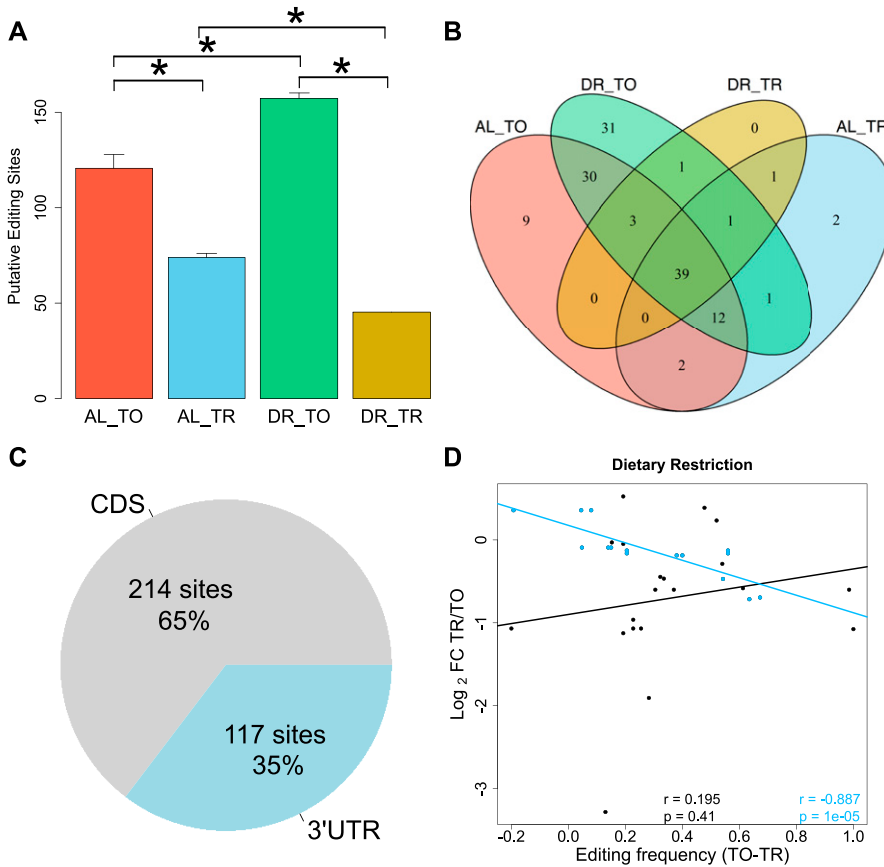 A
*
*
*
*
*
Putative Editing Sites
150
100
50
0
AL_TO
AL_TR
DR_TO
DR_TR
B
DR_TO
DR_TR
AL_TO
AL_TR
31
0
30
1
1
9
3
1
2
39
0
0
12
1
2
C
CDS
214 sites
65%
117 sites
35%
3'UTR
D
Dietary Restriction
Log 2 FC TR/TO
0
-1
-2
-3
r = 0.195
p = 0.41
r = -0.887
p = 1e-05
-0.2 0.0 0.2 0.4 0.6 0.8 1.0
Editing frequency (TO-TR)